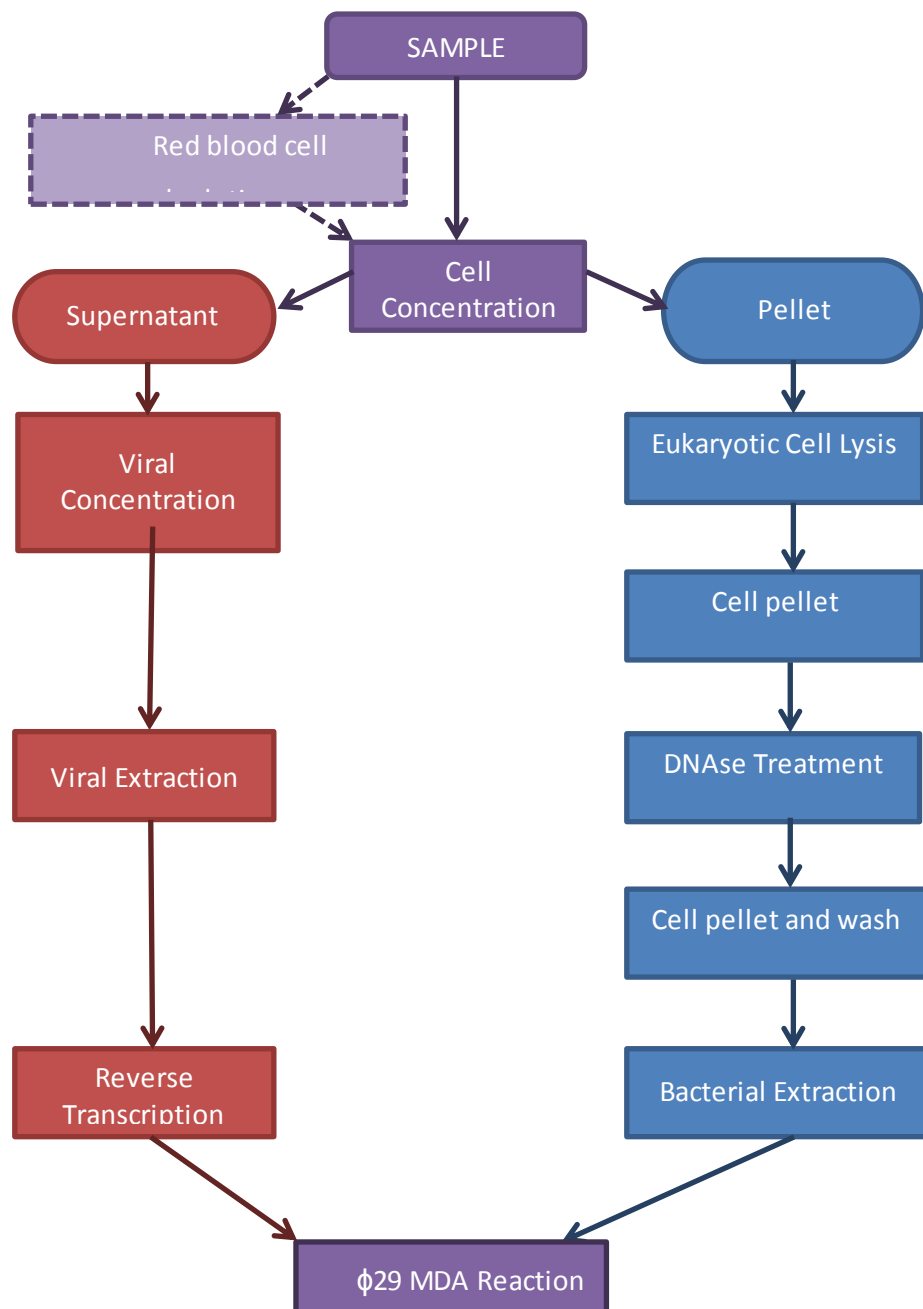 SAMPLE
Red blood cell
Cell
Concentration
Supernatant
Pellet
Viral
Concentration
Eukaryotic Cell Lysis
Cell pellet
Viral Extraction
DNAse Treatment
Cell pellet and wash
Reverse
Transcription
Bacterial Extraction
ϕ29 MDA Reaction